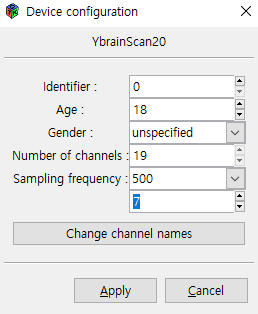 Device configuration
YbrainScan20
Identifier : 0
Age : 18
Gender : unspecified
Number of channels : 19
Sampling frequency : 500
7
Change channel names
Apply Cancel